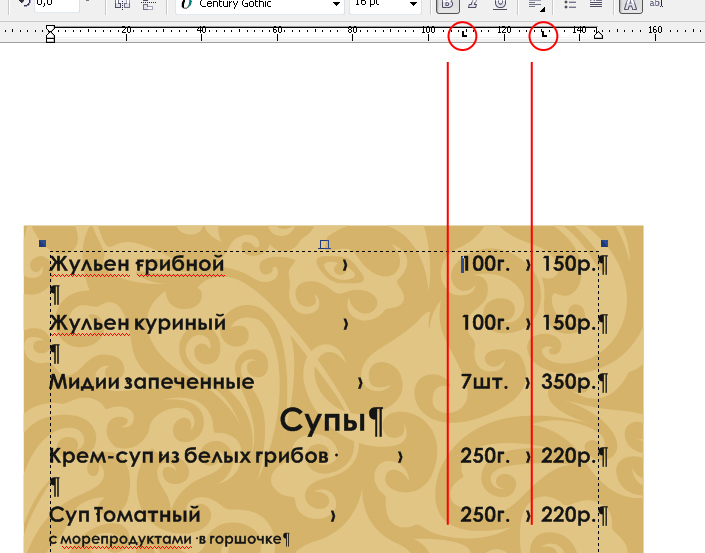 0,0 ° Century Gothic 16 pt ab
20 40 60 80 100 120 140 160
Жульен грибной › 100г. › 150р.¶
¶
Жульен куриный › 100г. › 150р.¶
¶
Мидии запеченные › 7шт. › 350р.¶
Супы¶
Крем-суп из белых грибов · › 250г. › 220р.¶
¶
Суп Томатный › 250г. › 220р.¶
с морепродуктами ·в горшочке¶